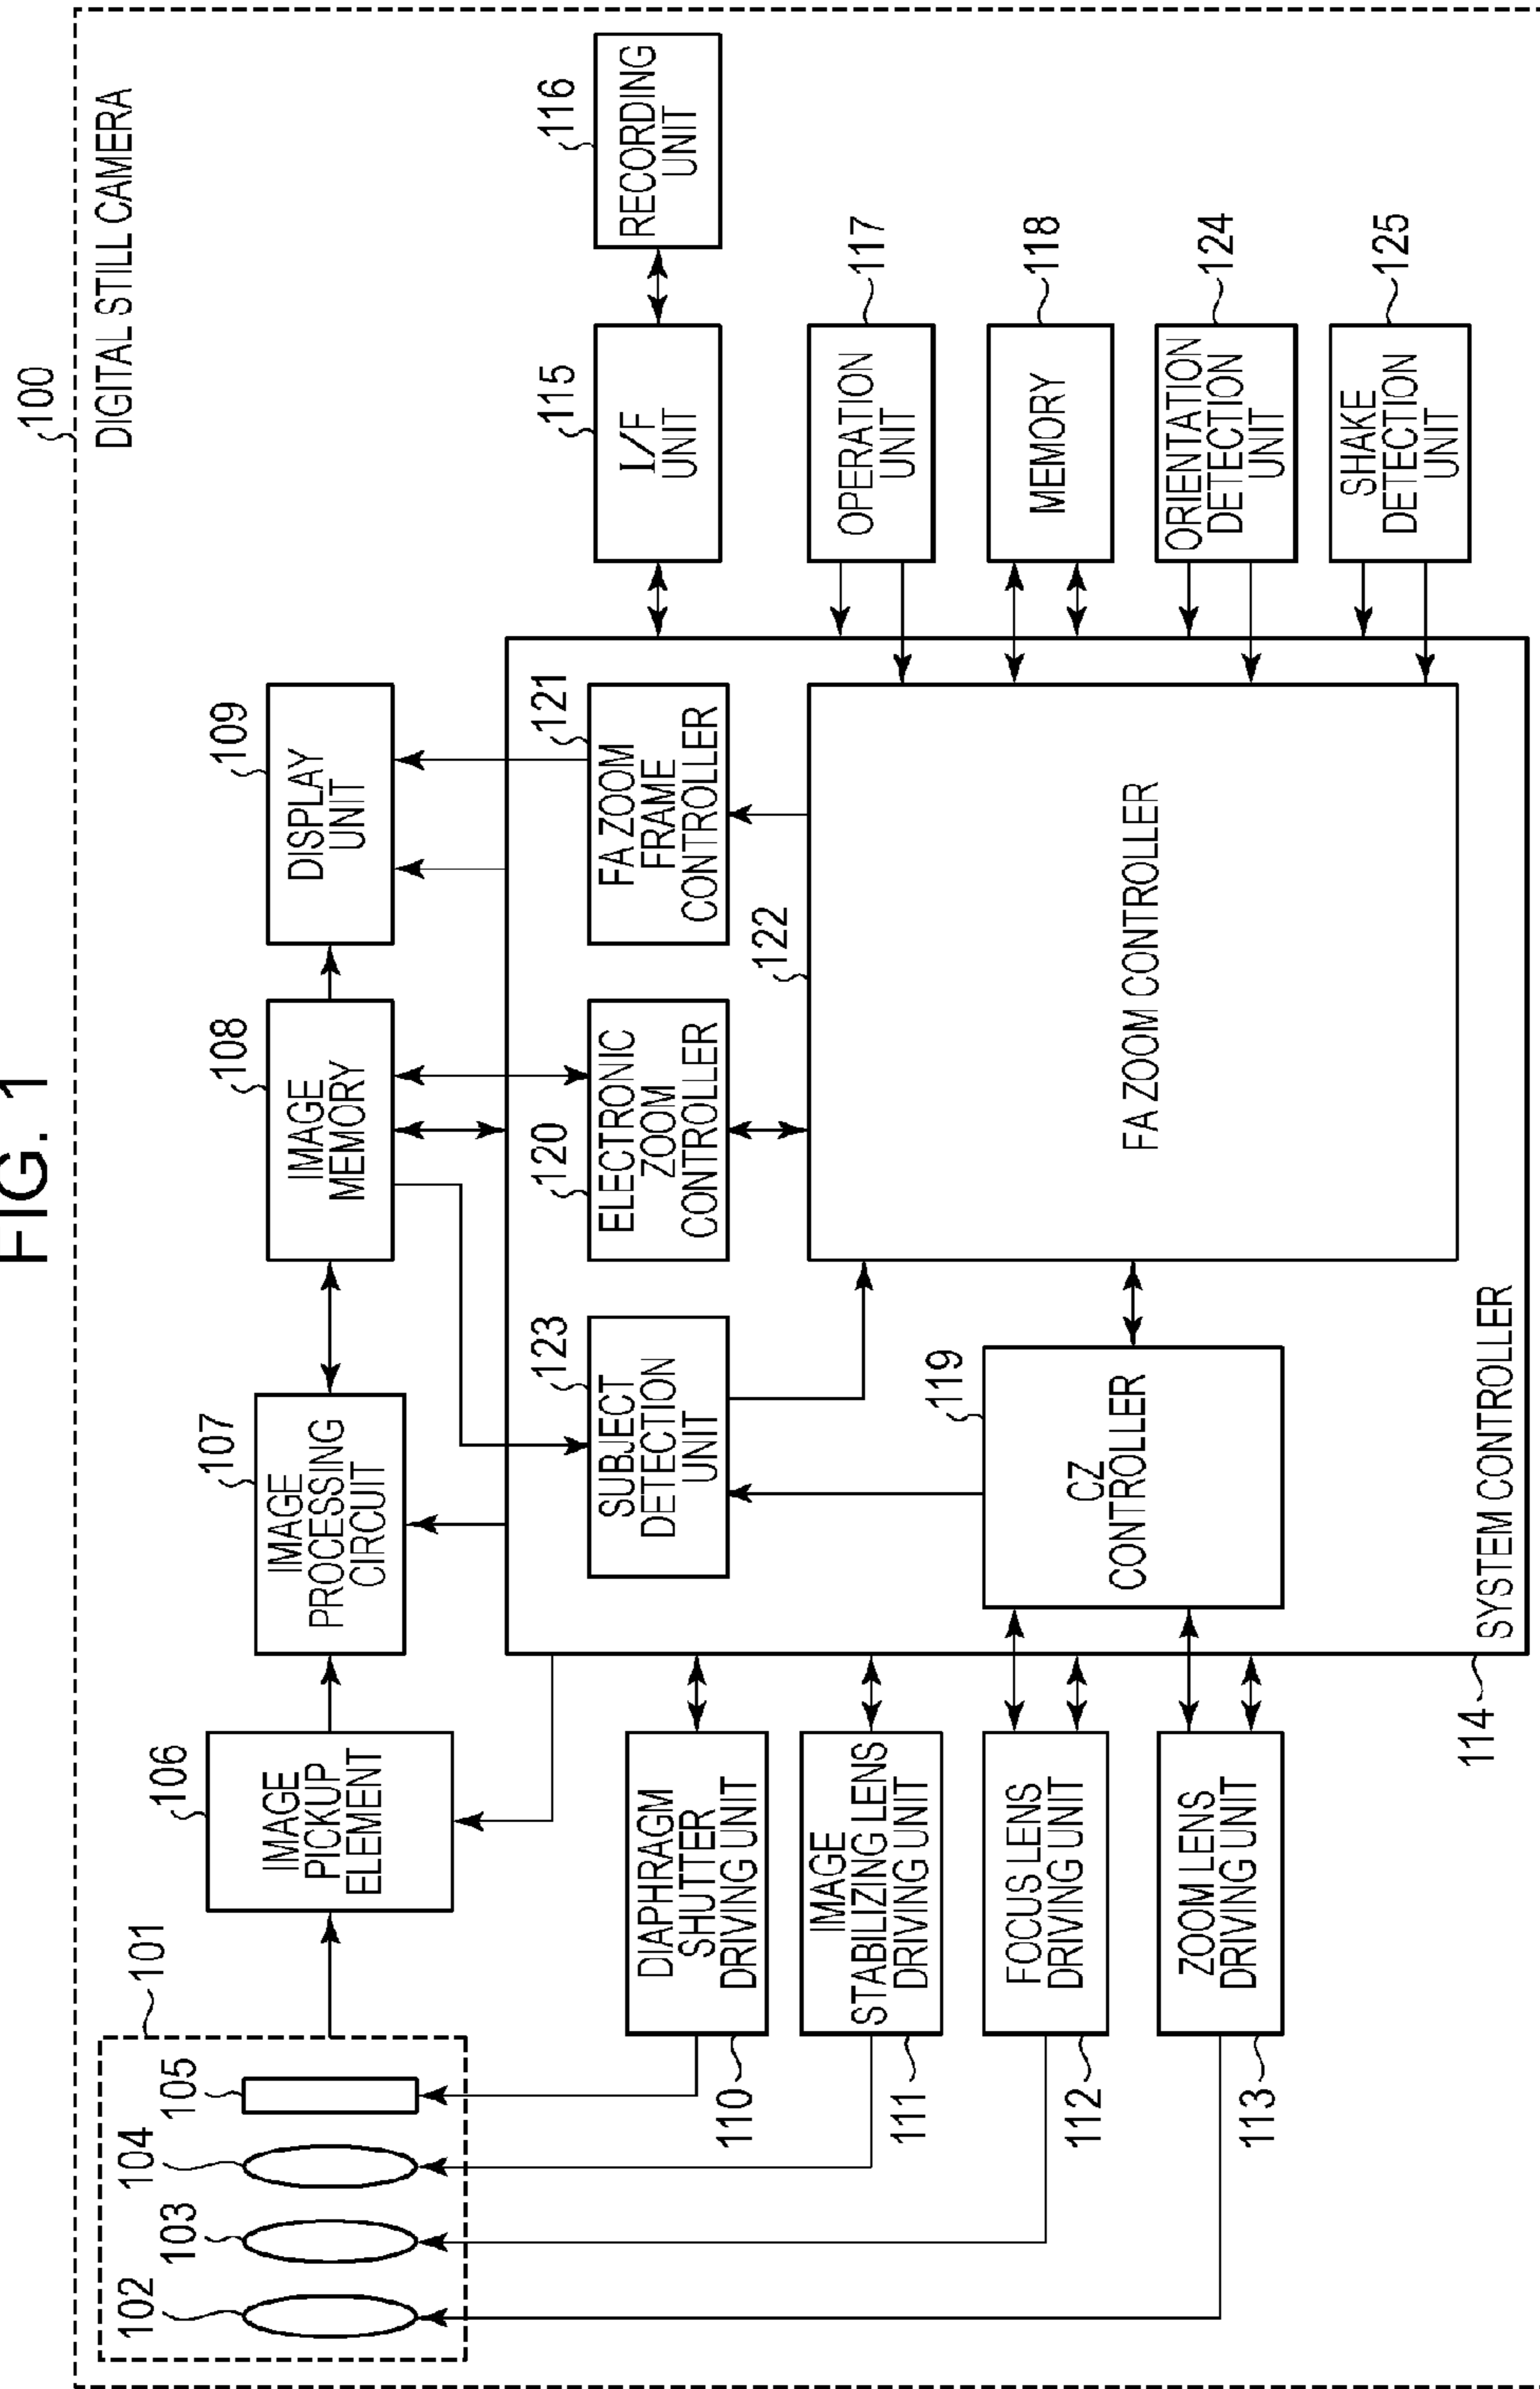 FIG. 1
100
DIGITAL STILL CAMERA
101
102
103
104
105
106
IMAGE
PICKUP
ELEMENT
107
IMAGE
PROCESSING
CIRCUIT
108
IMAGE
MEMORY
109
DISPLAY
UNIT
110
DIAPHRAGM
SHUTTER
DRIVING UNIT
111
IMAGE
STABILIZING LENS
DRIVING UNIT
112
FOCUS LENS
DRIVING UNIT
113
ZOOM LENS
DRIVING UNIT
114
SYSTEM CONTROLLER
123
SUBJECT
DETECTION
UNIT
120
ELECTRONIC
ZOOM
CONTROLLER
121
FA ZOOM
FRAME
CONTROLLER
119
CZ
CONTROLLER
122
FA ZOOM CONTROLLER
115
I/F
UNIT
116
RECORDING
UNIT
117
OPERATION
UNIT
118
MEMORY
124
ORIENTATION
DETECTION
UNIT
125
SHAKE
DETECTION
UNIT